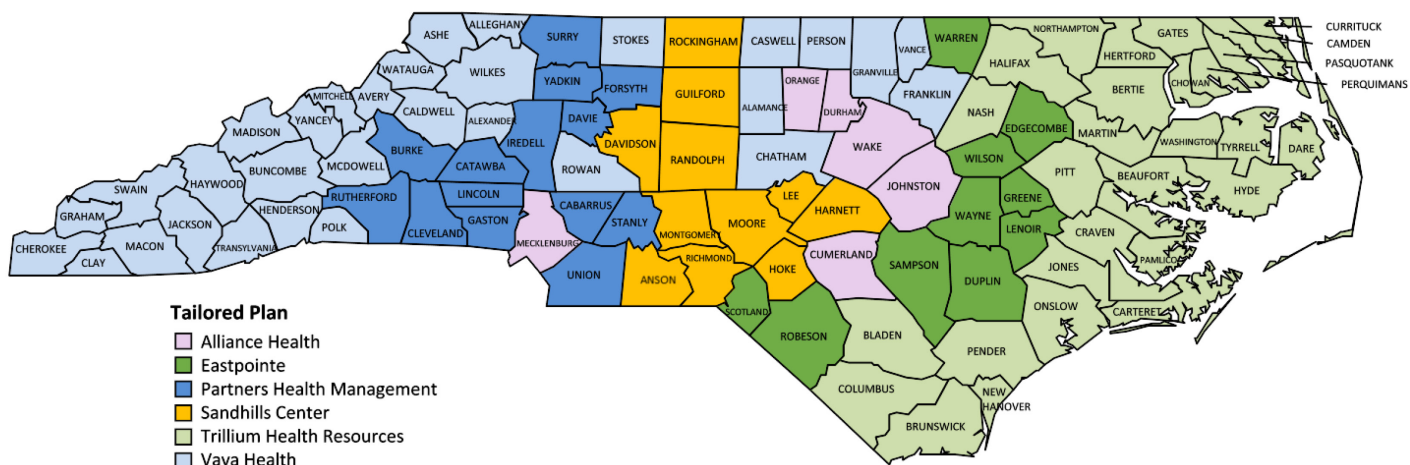 ALLEGHANY
ASHE
SURRY
STOKES
ROCKINGHAM
CASWELL
PERSON
VANCE
WARREN
NORTHAMPTON
GATES
CURRITUCK
CAMDEN
PASQUOTANK
PERQUIMANS
WATAUGA
WILKES
YADKIN
FORSYTH
GUILFORD
ORANGE
GRANVILLE
HALIFAX
HERTFORD
CHOWAN
MITCHELL
AVERY
CALDWELL
ALEXANDER
DAVIE
ALAMANCE
DURHAM
FRANKLIN
NASH
BERTIE
MADISON
YANCEY
IREDELL
DAVIDSON
RANDOLPH
WAKE
EDGECOMBE
MARTIN
WASHINGTON
TYRRELL
DARE
BURKE
CATAWBA
ROWAN
CHATHAM
WILSON
SWAIN
HAYWOOD
BUNCOMBE
MCDOWELL
JOHNSTON
PITT
BEAUFORT
HYDE
RUTHERFORD
LINCOLN
LEE
GREENE
GRAHAM
JACKSON
HENDERSON
POLK
CLEVELAND
GASTON
CABARRUS
STANLY
MONTGOMERY
MOORE
HARNETT
WAYNE
LENOIR
CRAVEN
CHEROKEE
CLAY
MACON
TRANSYLVANIA
MECKLENBURG
RICHMOND
HOKE
CUMERLAND
SAMPSON
DUPLIN
JONES
PAMLICO
UNION
ANSON
SCOTLAND
ROBESON
BLADEN
PENDER
ONSLOW
CARTERET
COLUMBUS
NEW
HANOVER
BRUNSWICK
Tailored Plan
Alliance Health
Eastpointe
Partners Health Management
Sandhills Center
Trillium Health Resources
Vaya Health